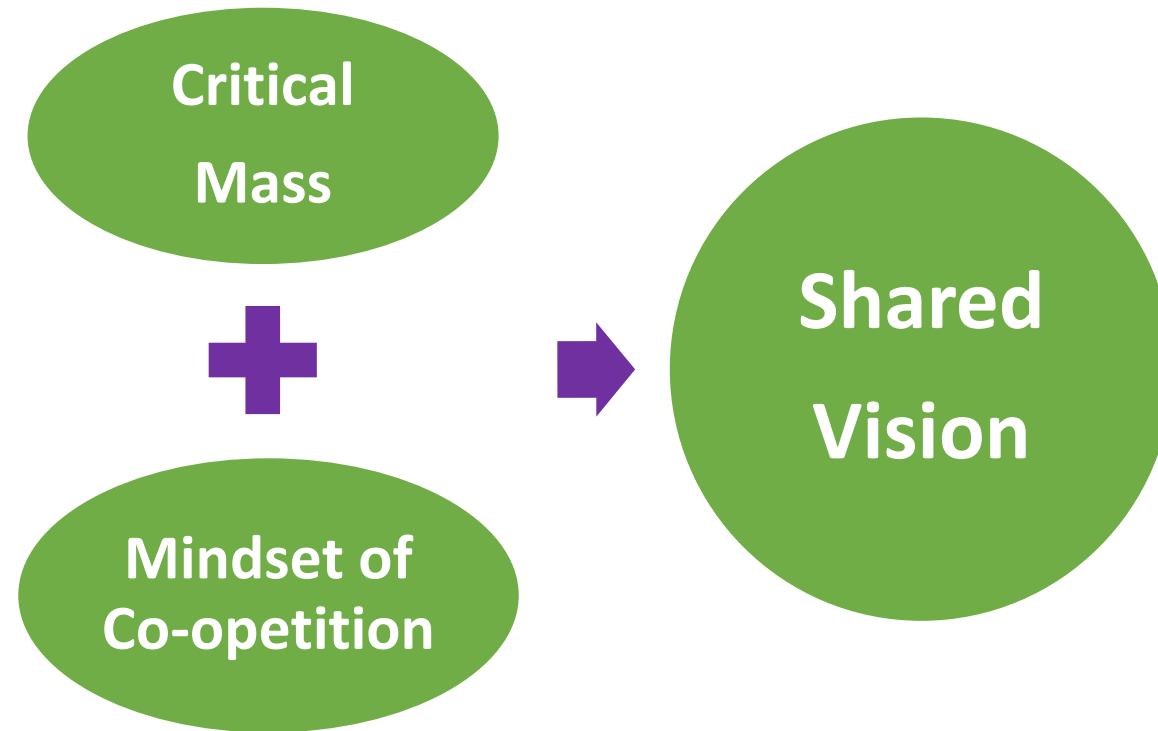 Critical
Mass
Mindset of
Co-opetition
Shared
Vision